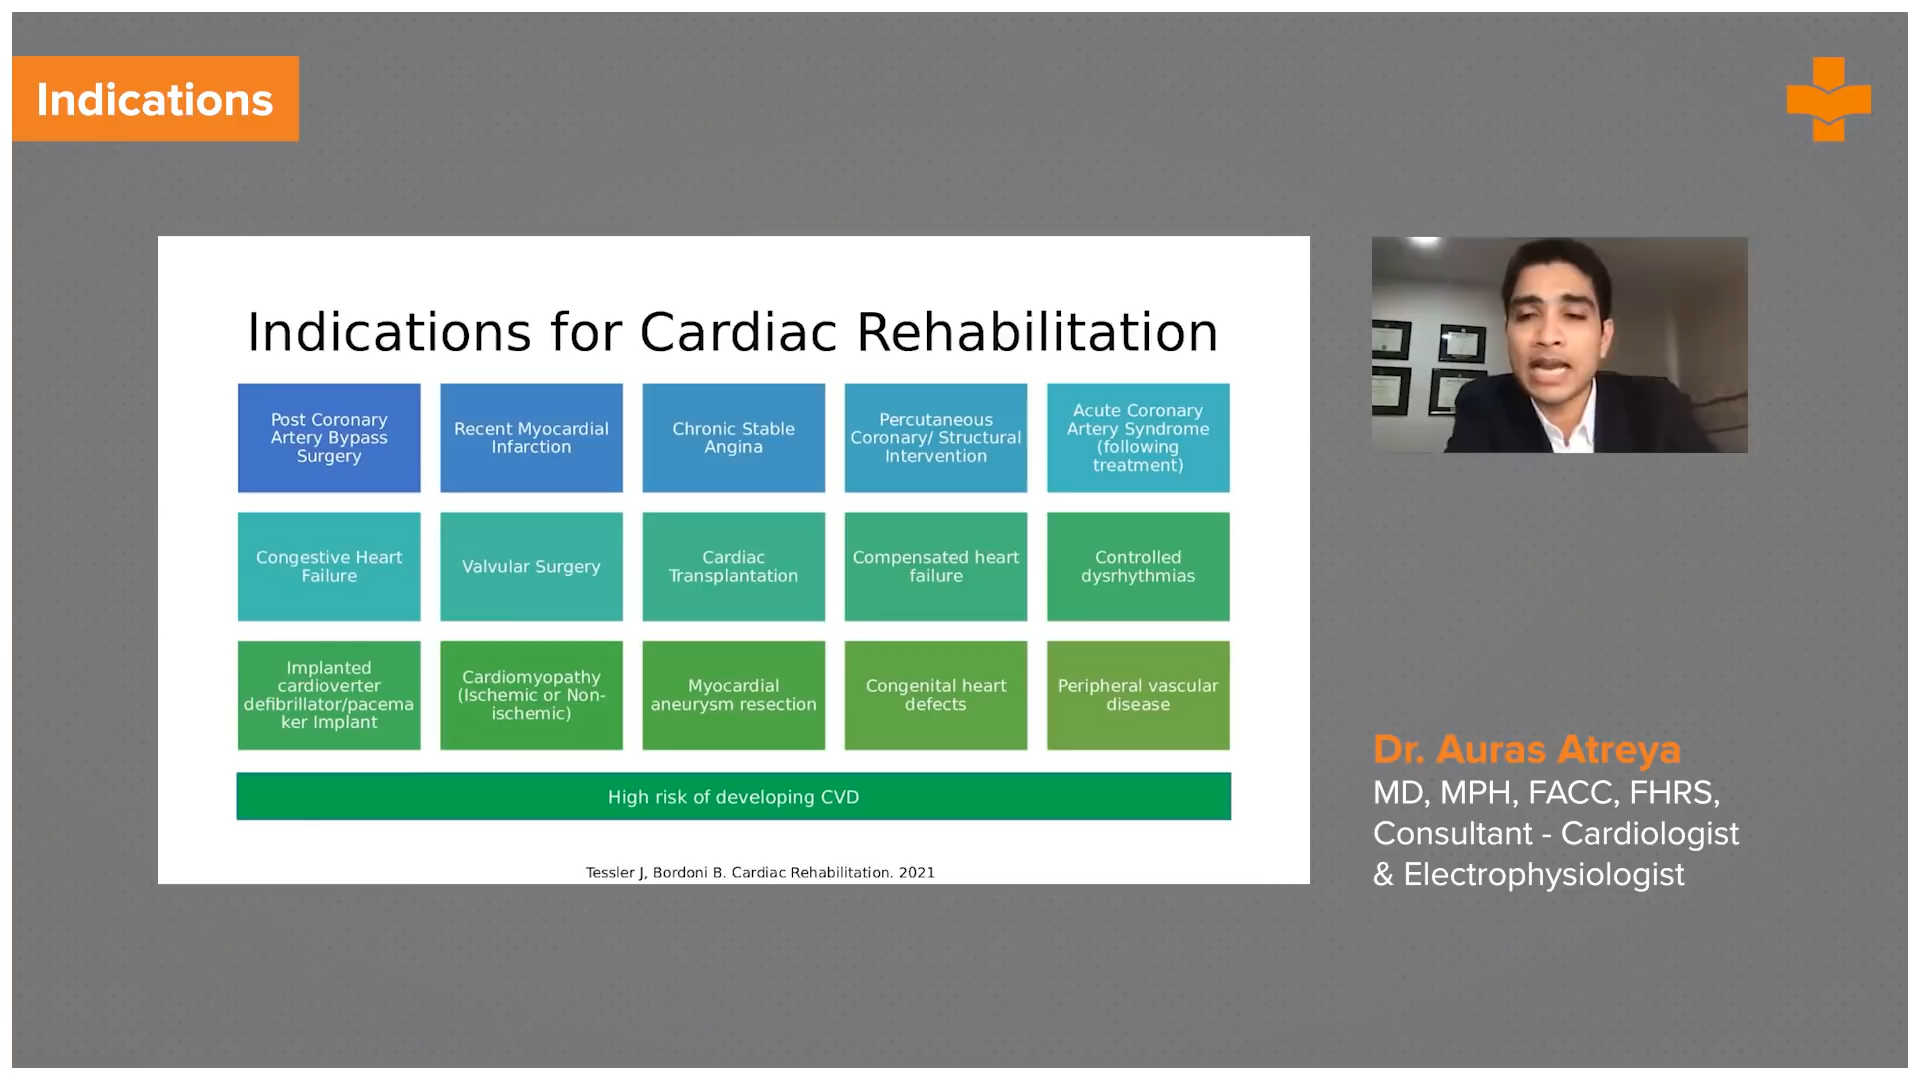 Indications
Indications for Cardiac Rehabilitation
Post Coronary
Artery Bypass
Surgery
Recent Myocardial
Infarction
Chronic Stable
Angina
Percutaneous
Coronary/ Structural
Intervention
Acute Coronary
Artery Syndrome
(following
treatment)
Congestive Heart
Failure
Valvular Surgery
Cardiac
Transplantation
Compensated heart
failure
Controlled
dysrhythmias
Implanted
cardioverter
defibrillator/pacema
ker Implant
Cardiomyopathy
(Ischemic or Non-
ischemic)
Myocardial
aneurysm resection
Congenital heart
defects
Peripheral vascular
disease
High risk of developing CVD
Tessler J, Bordoni B. Cardiac Rehabilitation. 2021
Dr. Auras Atreya
MD, MPH, FACC, FHRS,
Consultant - Cardiologist
& Electrophysiologist